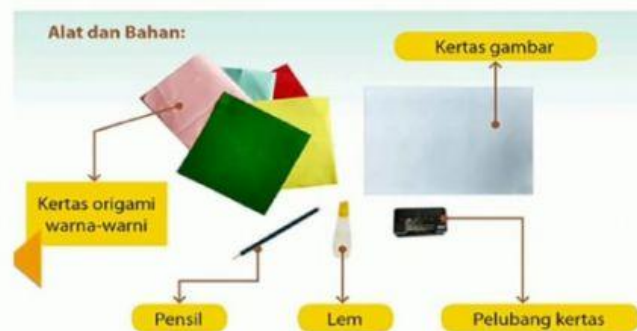 Alat dan Bahan:
Kertas gambar
Kertas origami
warna-warni
Pensil
Lem
Pelubang kertas